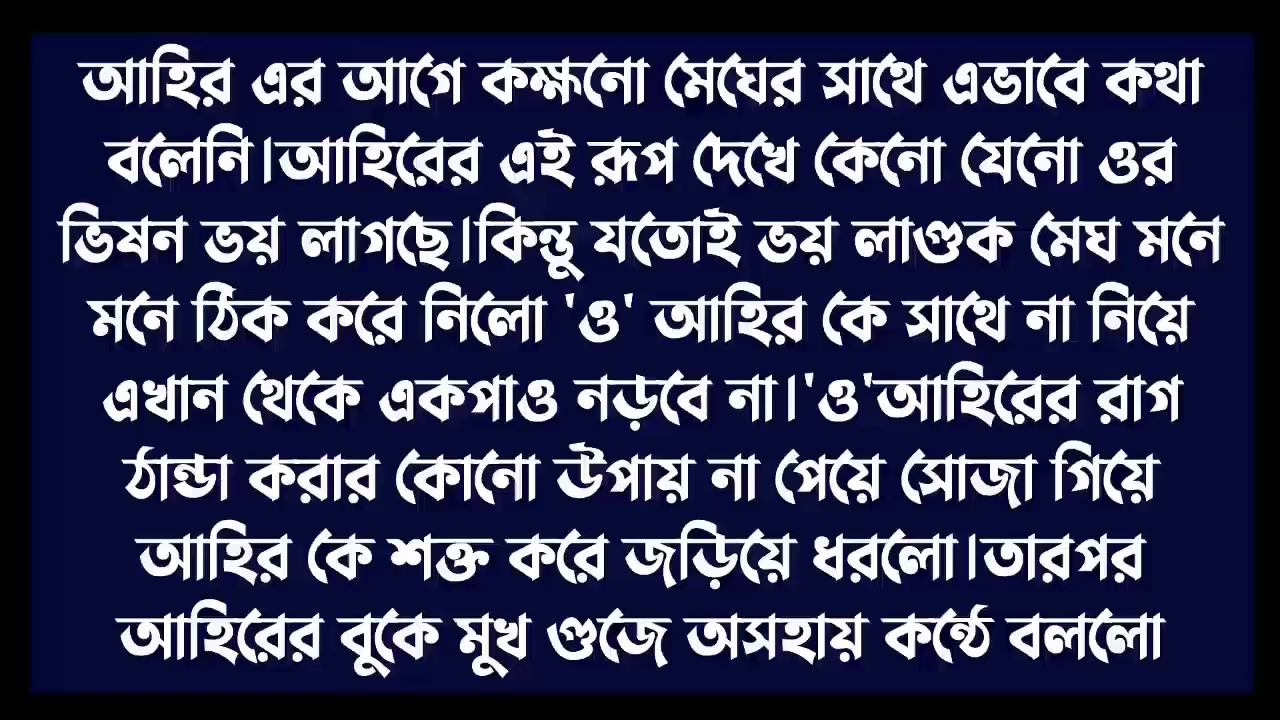 আহির এর আগে কক্ষনো মেঘের সাথে এভাবে কথা
বলেনি।আহিরের এই রূপ দেখে কেনো যেনো ওর
ভিষন ভয় লাগছে।কিন্তু যতোই ভয় লাগুক মেঘ মনে
মনে ঠিক করে নিলো 'ও' আহির কে সাথে না নিয়ে
এখান থেকে একপাও নড়বে না।'ও'আহিরের রাগ
ঠান্ডা করার কোনো উপায় না পেয়ে সোজা গিয়ে
আহির কে শক্ত করে জড়িয়ে ধরলো।তারপর
আহিরের বুকে মুখ গুজে অসহায় কন্ঠে বললো